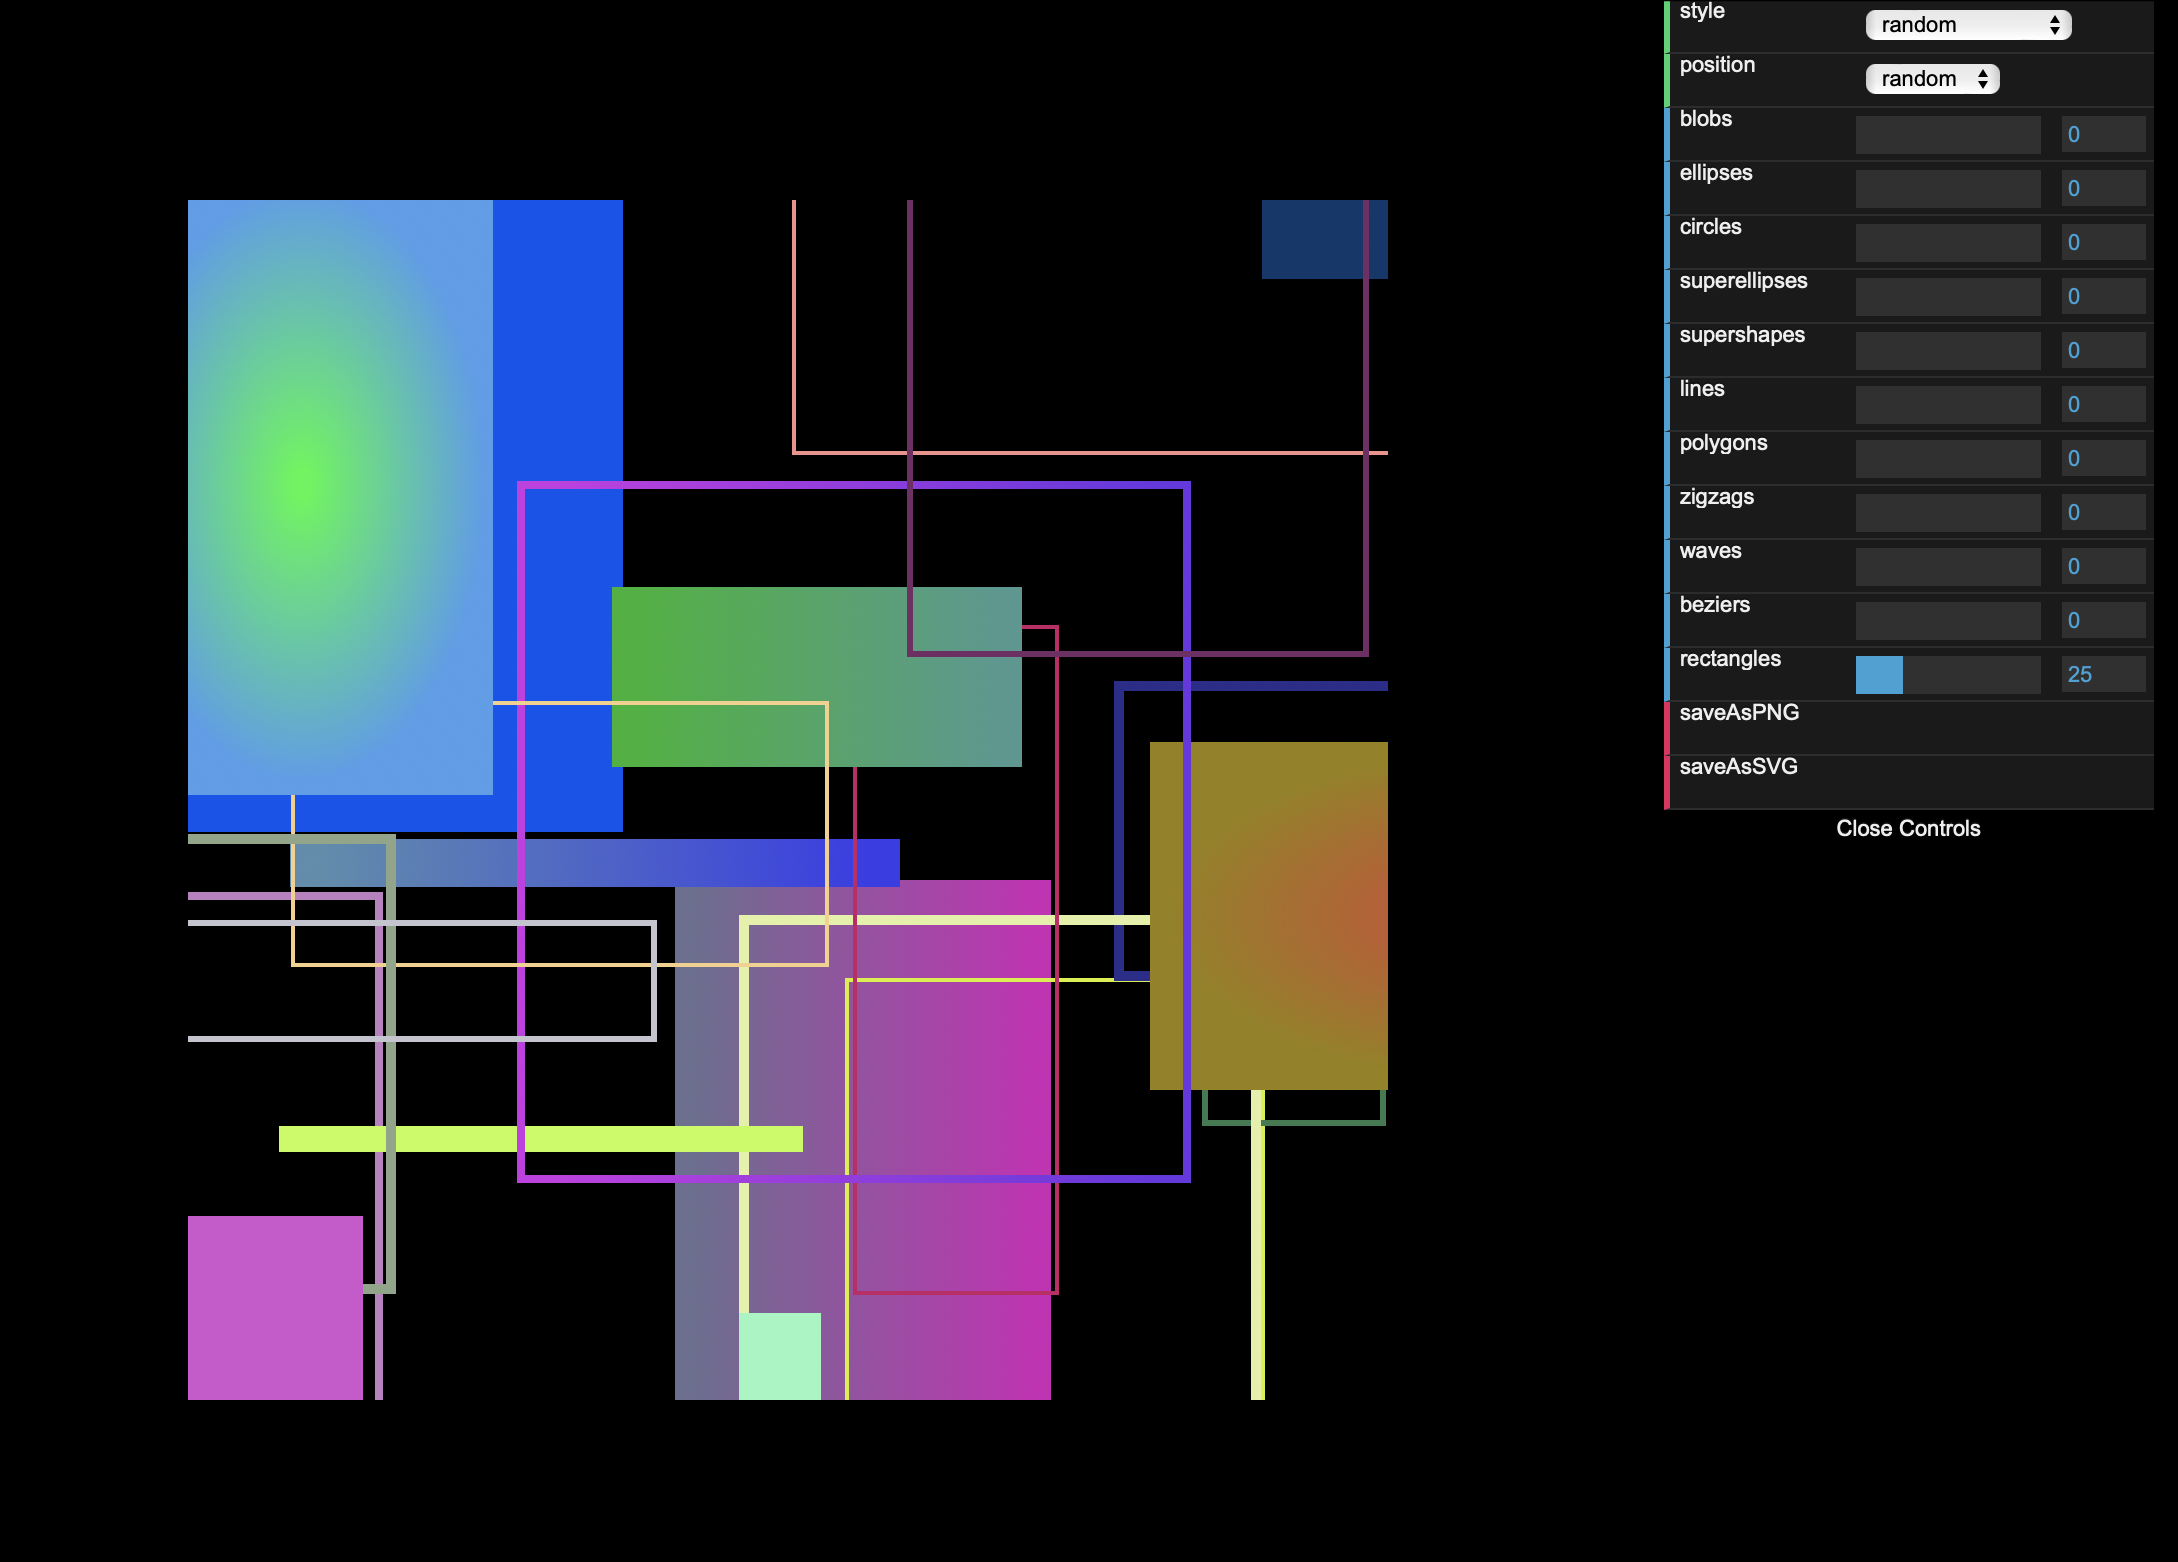 style random
position random
blobs 0
ellipses 0
circles 0
superellipses 0
supershapes 0
lines 0
polygons 0
zigzags 0
waves 0
beziers 0
rectangles 25
saveAsPNG
saveAsSVG
Close Controls